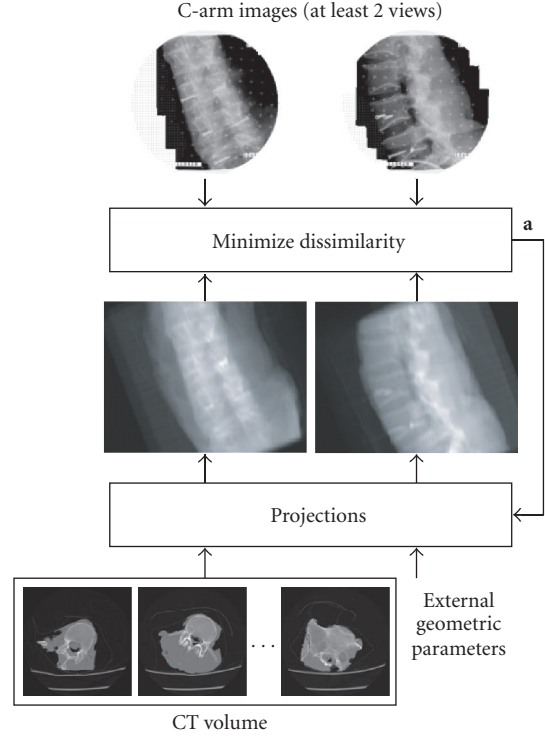 C-arm images (at least 2 views)
Minimize dissimilarity
a
Projections
External
geometric
parameters
. . .
CT volume